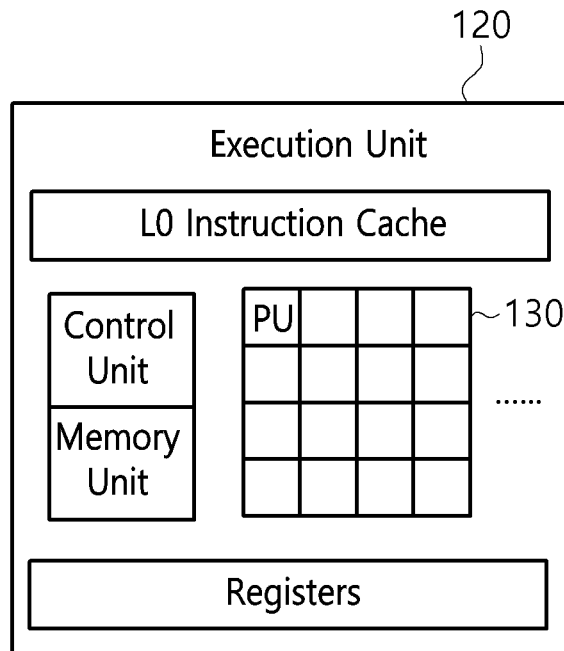 120
Execution Unit
L0 Instruction Cache
Control
Unit
Memory
Unit
PU
130
......
Registers